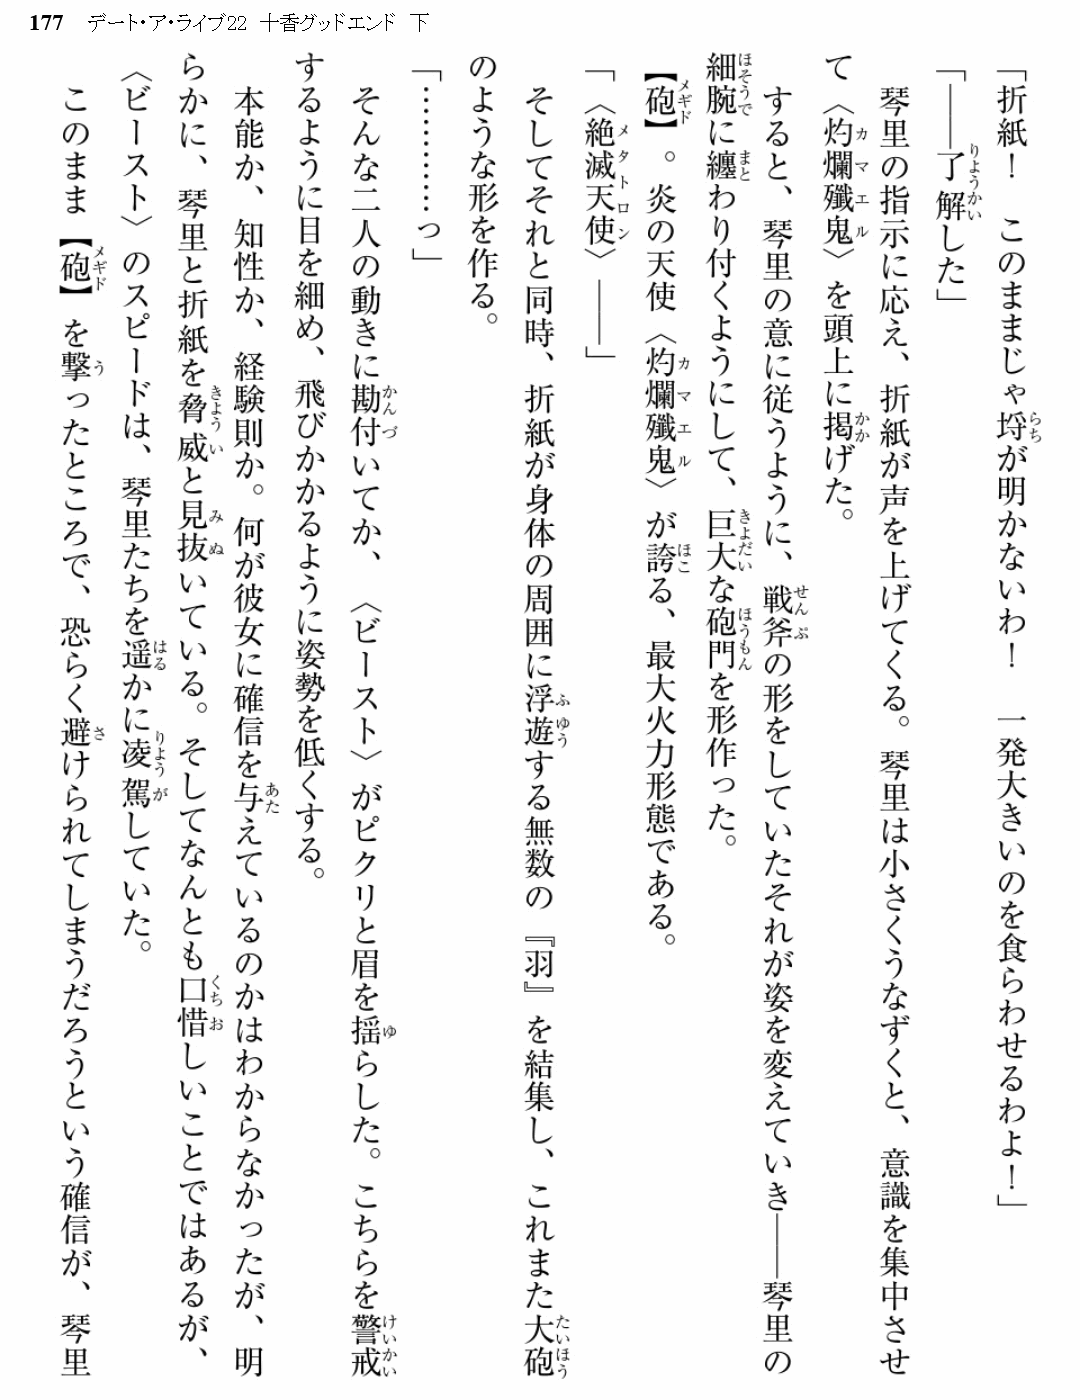 177 デート・ア・ライブ22 十香グッドエンド 下
「折紙！　このままじゃ埒が明かないわ！　一発大きいのを食らわせるわよ！」
「――了解した」
　琴里の指示に応え、折紙が声を上げてくる。琴里は小さくうなずくと、意識を集中させ
て〈灼爛殲鬼〉を頭上に掲げた。
　すると、琴里の意に従うように、戦斧の形をしていたそれが姿を変えていき――琴里の
細腕に纏わり付くようにして、巨大な砲門を形作った。
【砲】。炎の天使〈灼爛殲鬼〉が誇る、最大火力形態である。
「〈絶滅天使〉――」
　そしてそれと同時、折紙が身体の周囲に浮遊する無数の『羽』を結集し、これまた大砲
のような形を作る。
「…………っ」
　そんな二人の動きに勘付いてか、〈ビースト〉がピクリと眉を揺らした。こちらを警戒
するように目を細め、飛びかかるように姿勢を低くする。
　本能か、知性か、経験則か。何が彼女に確信を与えているのかはわからなかったが、明
らかに、琴里と折紙を脅威と見抜いている。そしてなんとも口惜しいことではあるが、
〈ビースト〉のスピードは、琴里たちを遥かに凌駕していた。
　このまま【砲】を撃ったところで、恐らく避けられてしまうだろうという確信が、琴里